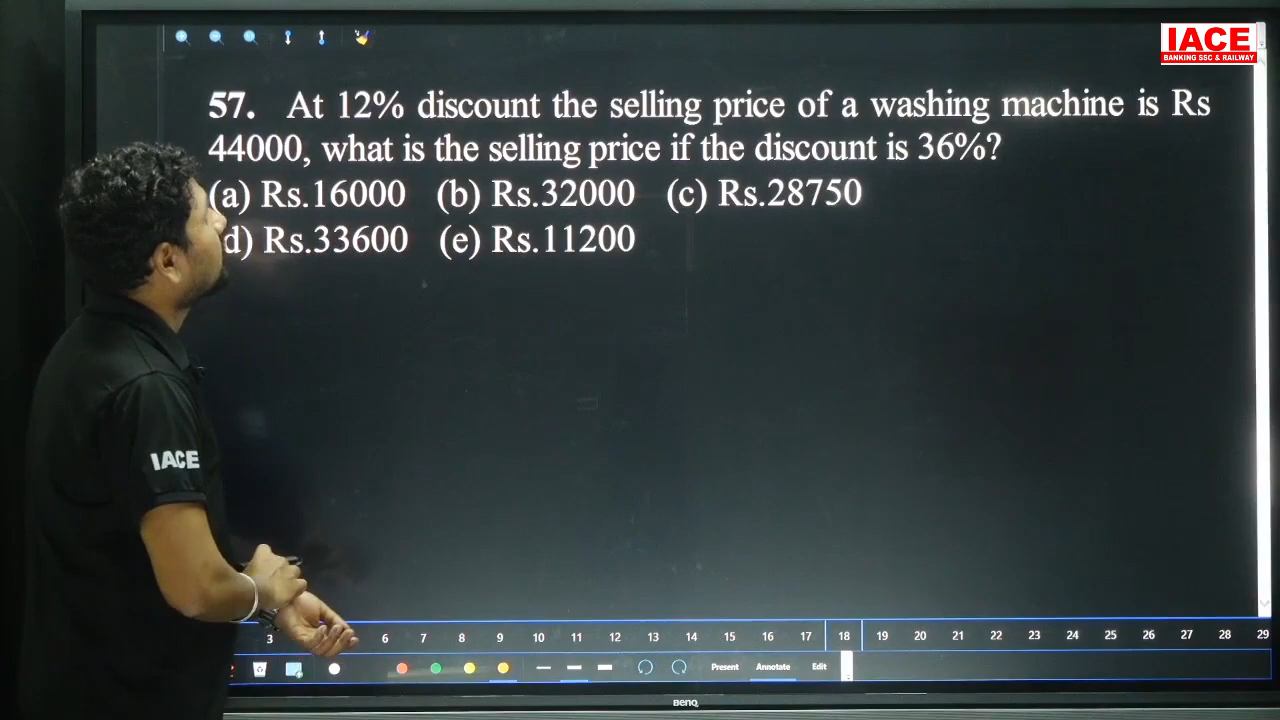 IACE
BANKING SSC & RAILWAY
57. At 12% discount the selling price of a washing machine is Rs
44000, what is the selling price if the discount is 36%?
(a) Rs.16000 (b) Rs.32000 (c) Rs.28750
d) Rs.33600 (e) Rs.11200
IACE
3 6 7 8 9 10 11 12 13 14 15 16 17 18 19 20 21 22 23 24 25 26 27 28 29
Present Annotate Edit
BenQ